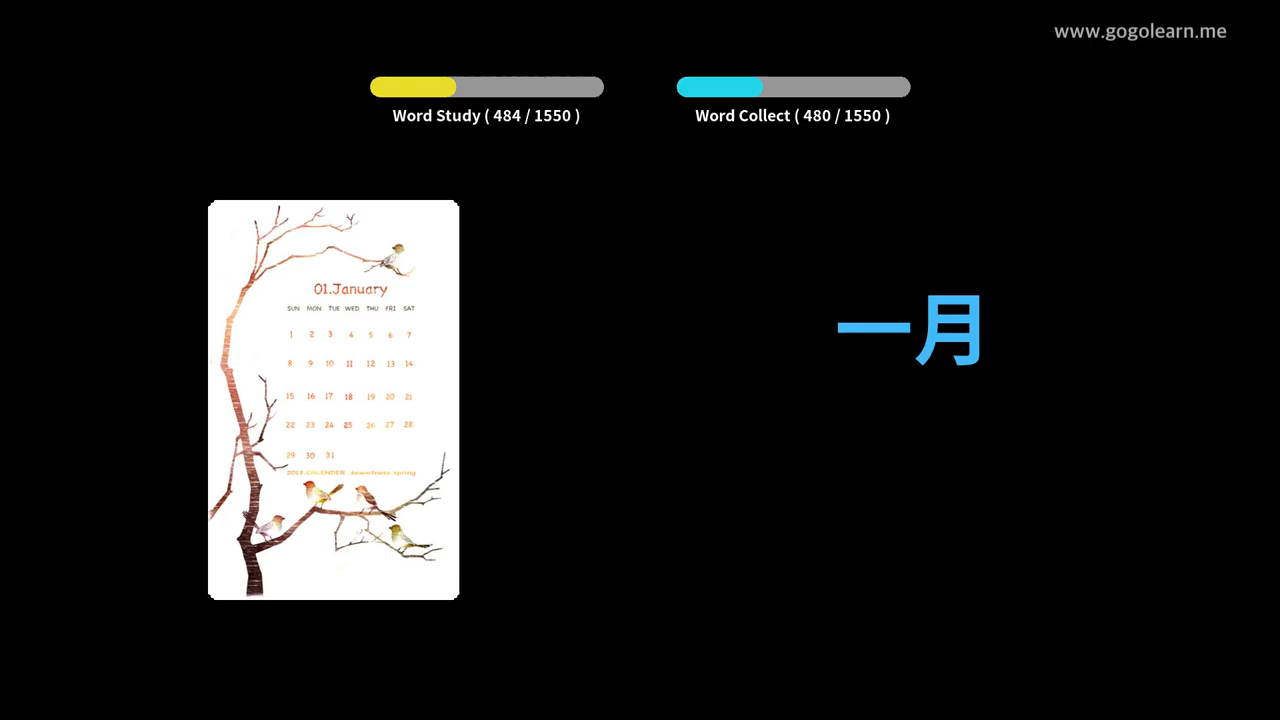 www.gogolearn.me
Word Study ( 484 / 1550 )
Word Collect ( 480 / 1550 )
01.January
SUN MON TUE WED THU FRI SAT
1 2 3 4 5 6 7
8 9 10 11 12 13 14
15 16 17 18 19 20 21
22 23 24 25 26 27 28
29 30 31
CALENDER spring
一月